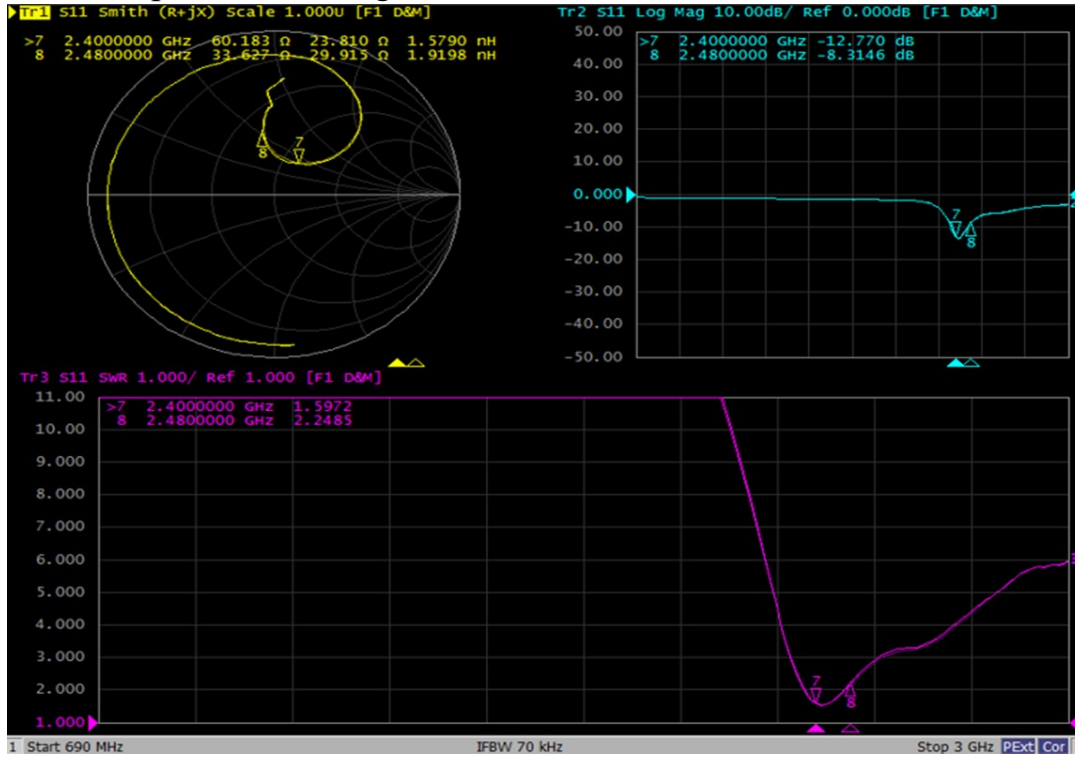 Tr1 S11 Smith (R+jX) Scale 1.000U [F1 D&M]
>7 2.4000000 GHz 60.183 Ω 23.810 Ω 1.5790 nH
8 2.4800000 GHz 33.627 Ω 29.915 Ω 1.9198 nH
7
8
Tr2 S11 Log Mag 10.00dB/ Ref 0.000dB [F1 D&M]
50.00
>7 2.4000000 GHz -12.770 dB
8 2.4800000 GHz -8.3146 dB
40.00
30.00
20.00
10.00
0.000
-10.00
-20.00
-30.00
-40.00
-50.00
7
8
Tr3 S11 SWR 1.000/ Ref 1.000 [F1 D&M]
11.00
>7 2.4000000 GHz 1.5972
8 2.4800000 GHz 2.2485
10.00
9.000
8.000
7.000
6.000
5.000
4.000
3.000
2.000
1.000
7
8
1 Start 690 MHz IFBW 70 kHz Stop 3 GHz PExt Cor